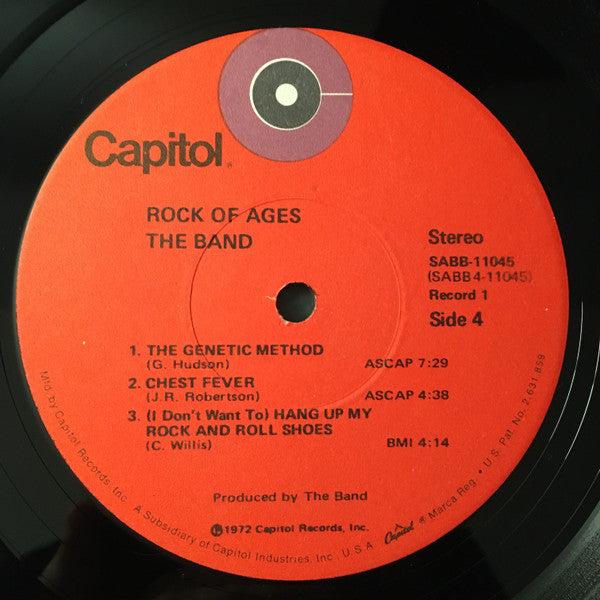 Capitol®
ROCK OF AGES
THE BAND
Stereo
SABB-11045
(SABB 4-11045)
Record 1
Side 4
1. THE GENETIC METHOD
(G. Hudson) ASCAP 7:29
2. CHEST FEVER
(J.R. Robertson) ASCAP 4:38
3. (I Don't Want To) HANG UP MY
ROCK AND ROLL SHOES
(C. Willis) BMI 4:14
Produced by The Band
Ⓟ1972 Capitol Records, Inc.
Mfd. by Capitol Records, Inc. A Subsidiary of Capitol Industries, Inc. U.S.A. Capitol ® Marca Reg. • U.S. Pat. No. 2,631,859